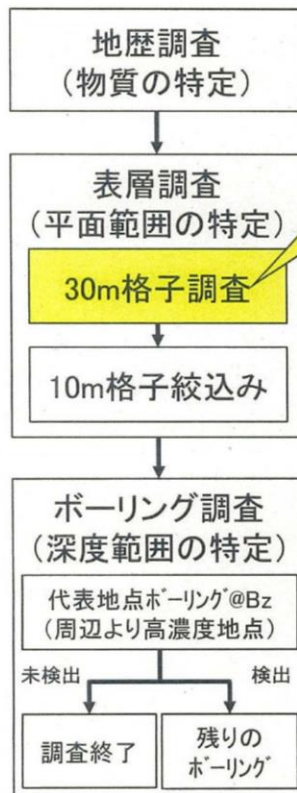 地歴調査
(物質の特定)
表層調査
(平面範囲の特定)
30m格子調査
10m格子絞込み
ボーリング調査
(深度範囲の特定)
代表地点ボーリング@Bz
(周辺より高濃度地点)
未検出
検出
調査終了
残りの
ボーリング